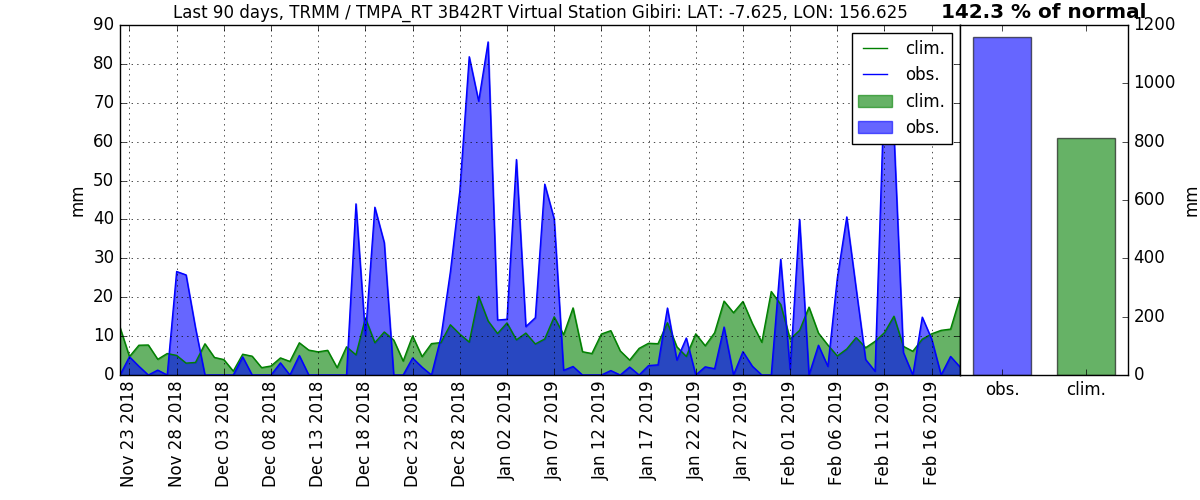 Last 90 days, TRMM / TMPA_RT 3B42RT Virtual Station Gibiri: LAT: -7.625, LON: 156.625
142.3 % of normal
90
80
70
60
50
40
30
20
10
0
mm
clim.
obs.
clim.
obs.
1200
1000
800
600
400
200
0
mm
Nov 23 2018
Nov 28 2018
Dec 03 2018
Dec 08 2018
Dec 13 2018
Dec 18 2018
Dec 23 2018
Dec 28 2018
Jan 02 2019
Jan 07 2019
Jan 12 2019
Jan 17 2019
Jan 22 2019
Jan 27 2019
Feb 01 2019
Feb 06 2019
Feb 11 2019
Feb 16 2019
obs.
clim.